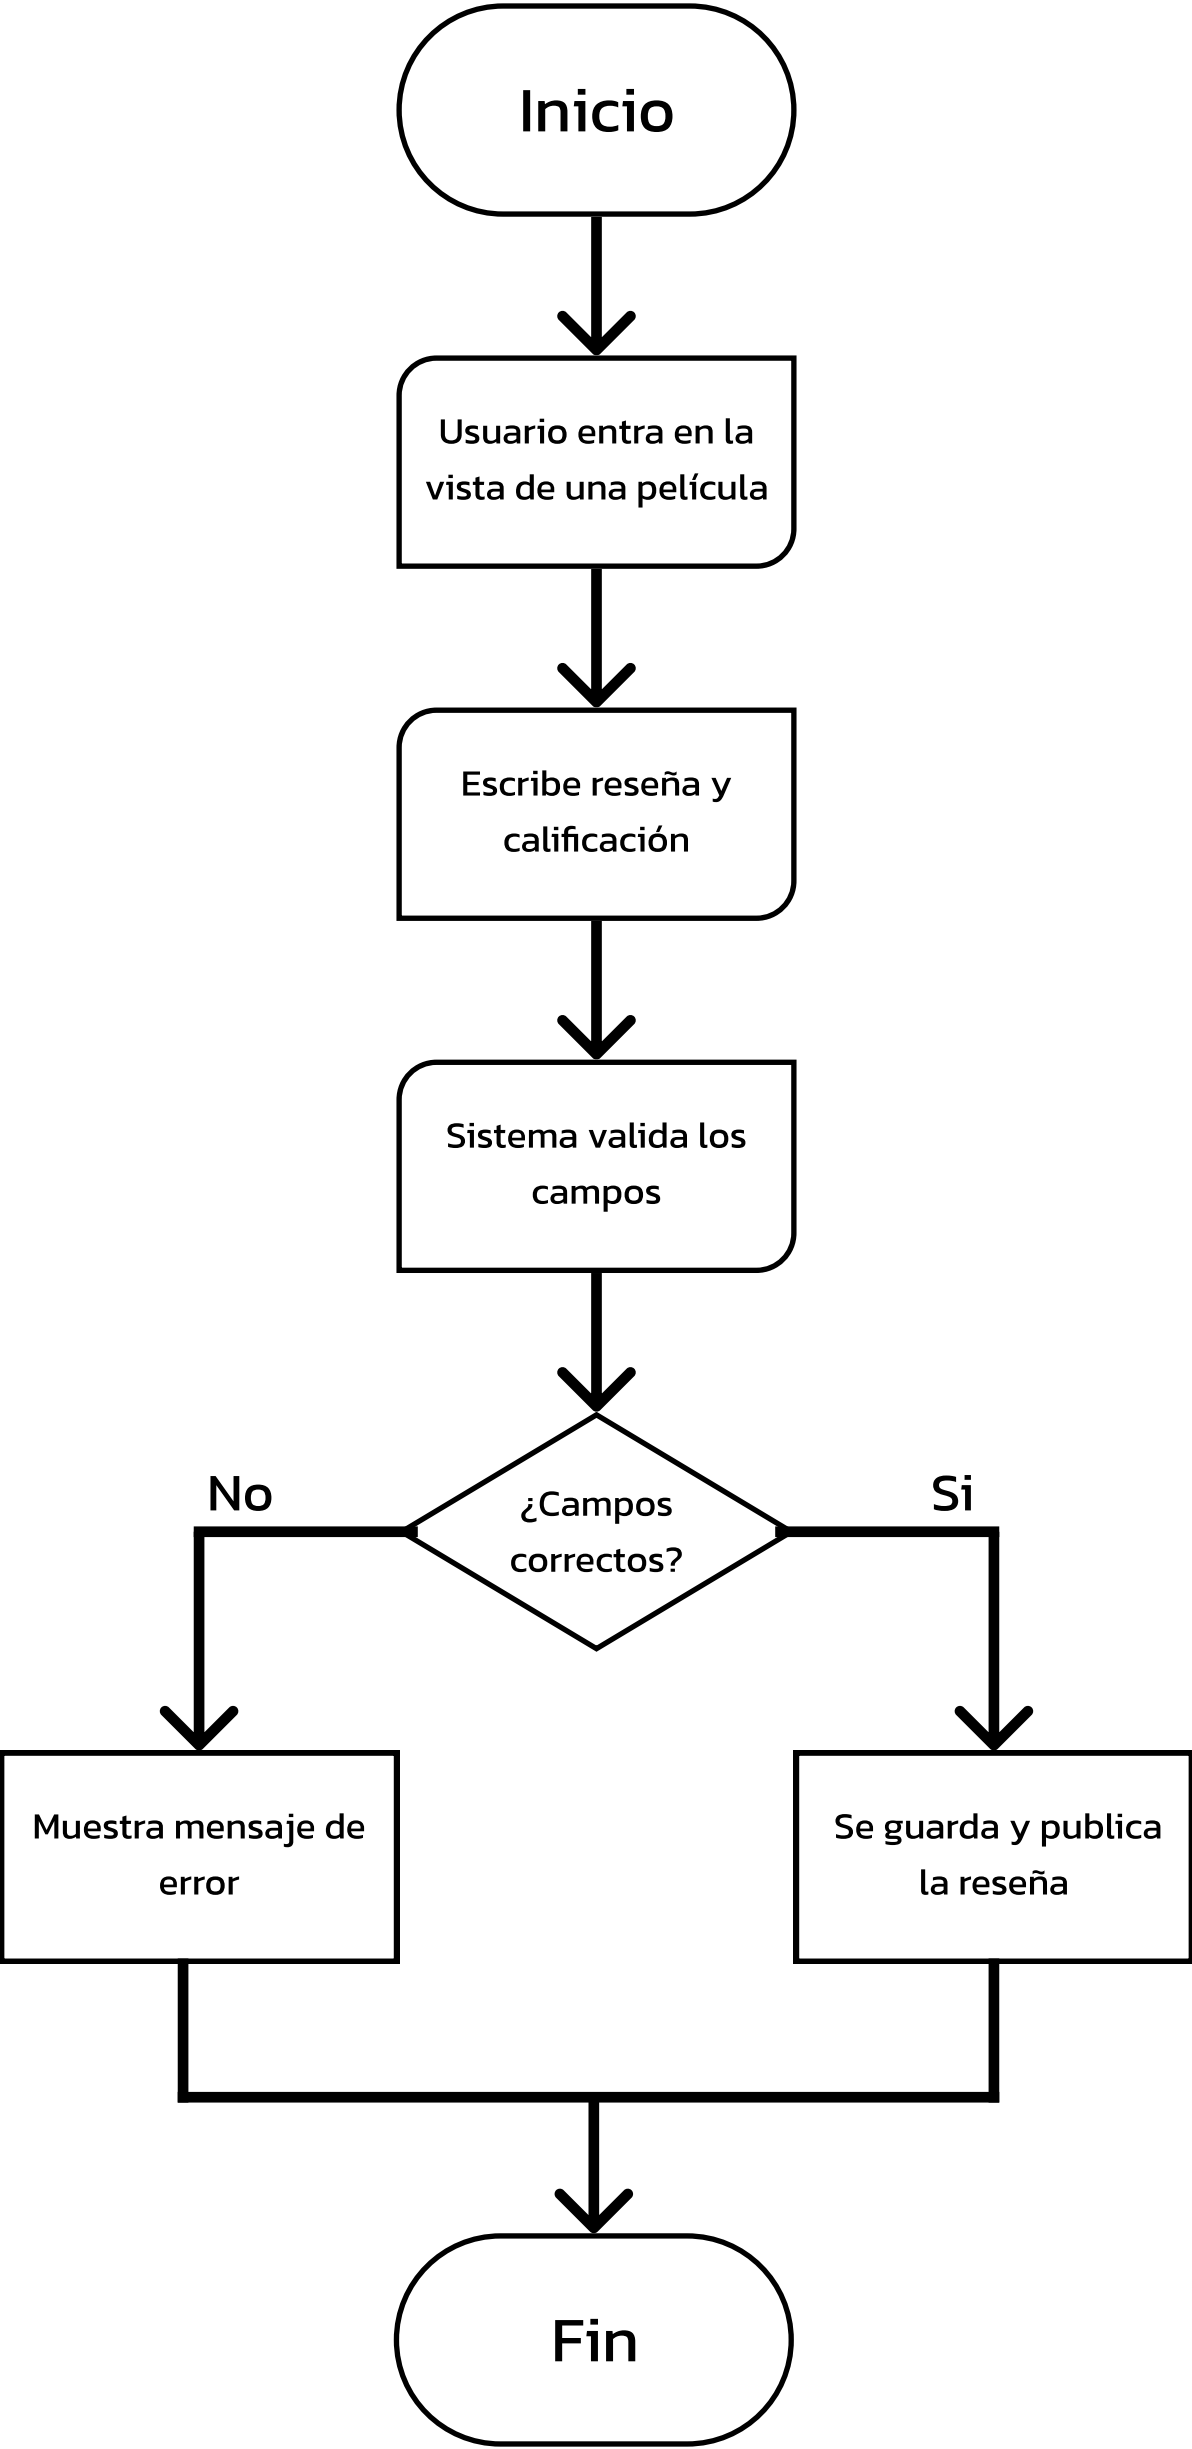 Inicio
Usuario entra en la
vista de una película
Escribe reseña y
calificación
Sistema valida los
campos
No
Si
¿Campos
correctos?
Muestra mensaje de
error
Se guarda y publica
la reseña
Fin